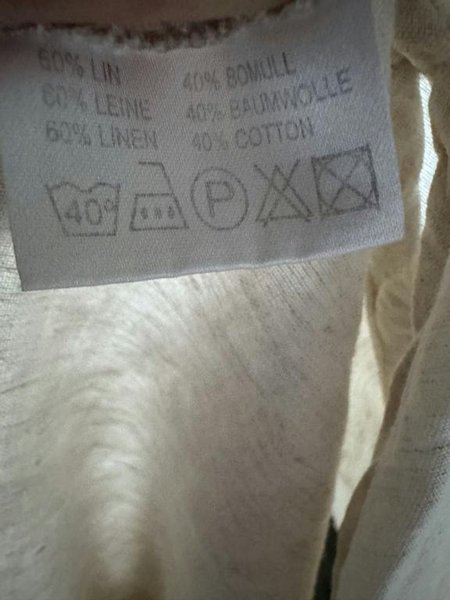 60% LIN 40% BOMULL
60% LEINE 40% BAUMWOLLE
60% LINEN 40% COTTON
40° P